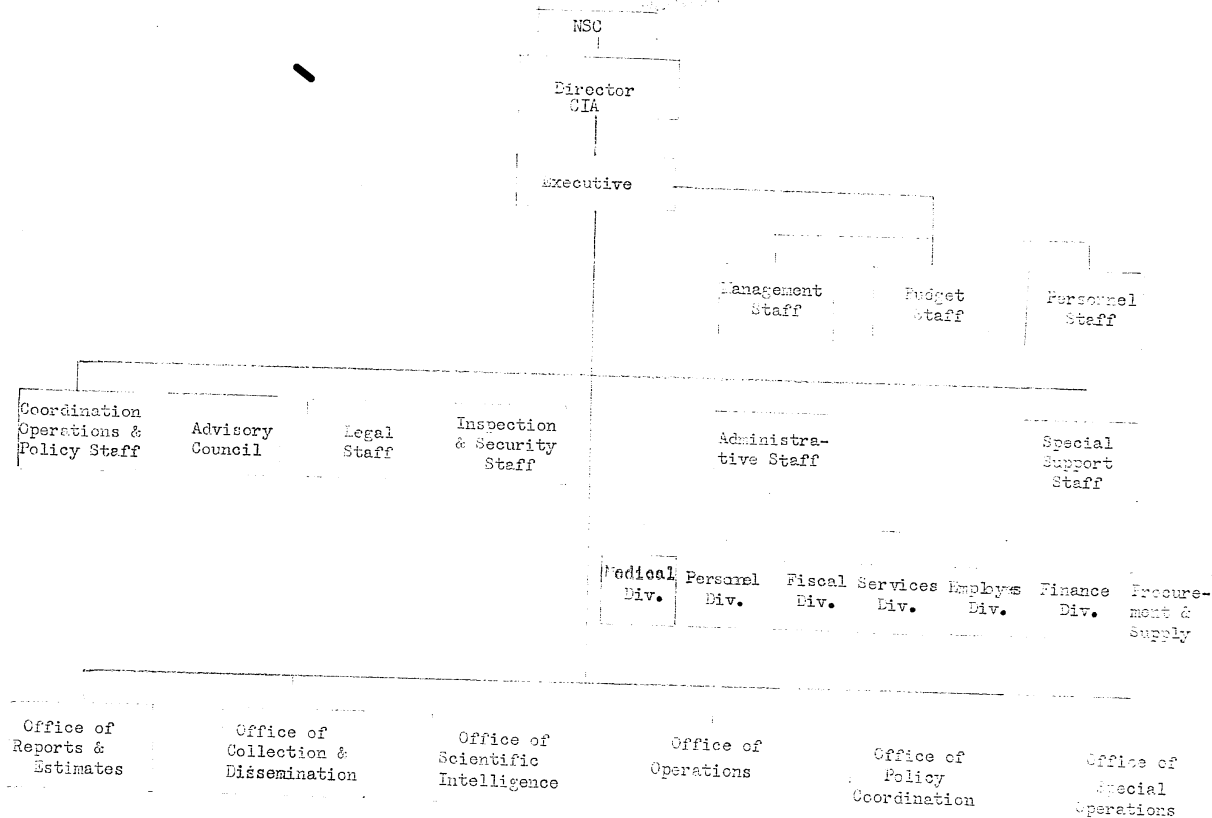 NSC
Director
CIA
Executive
Management
Staff
Budget
Staff
Personnel
Staff
Coordination
Operations &
Policy Staff
Advisory
Council
Legal
Staff
Inspection
& Security
Staff
Administra-
tive Staff
Special
Support
Staff
Medical
Div.
Personel
Div.
Fiscal
Div.
Services
Div.
Employes
Div.
Finance
Div.
Procure-
ment &
Supply
Office of
Reports &
Estimates
Office of
Collection &
Dissemination
Office of
Scientific
Intelligence
Office of
Operations
Office of
Policy
Coordination
Office of
Special
Operations